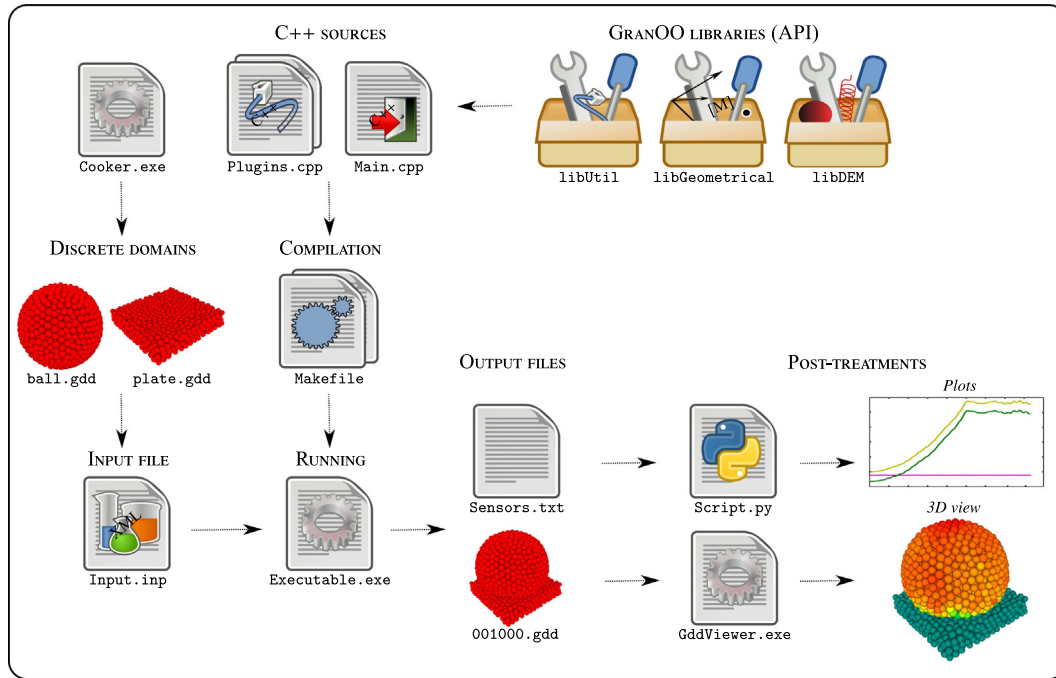 C++ SOURCES
GRANOO LIBRARIES (API)
C++
C++
[M]
Cooker.exe
Plugins.cpp
Main.cpp
libUtil
libGeometrical
libDEM
DISCRETE DOMAINS
COMPILATION
ball.gdd
plate.gdd
Makefile
OUTPUT FILES
POST-TREATMENTS
Plots
INPUT FILE
RUNNING
XML
Input.inp
Executable.exe
Sensors.txt
Script.py
3D view
001000.gdd
GddViewer.exe